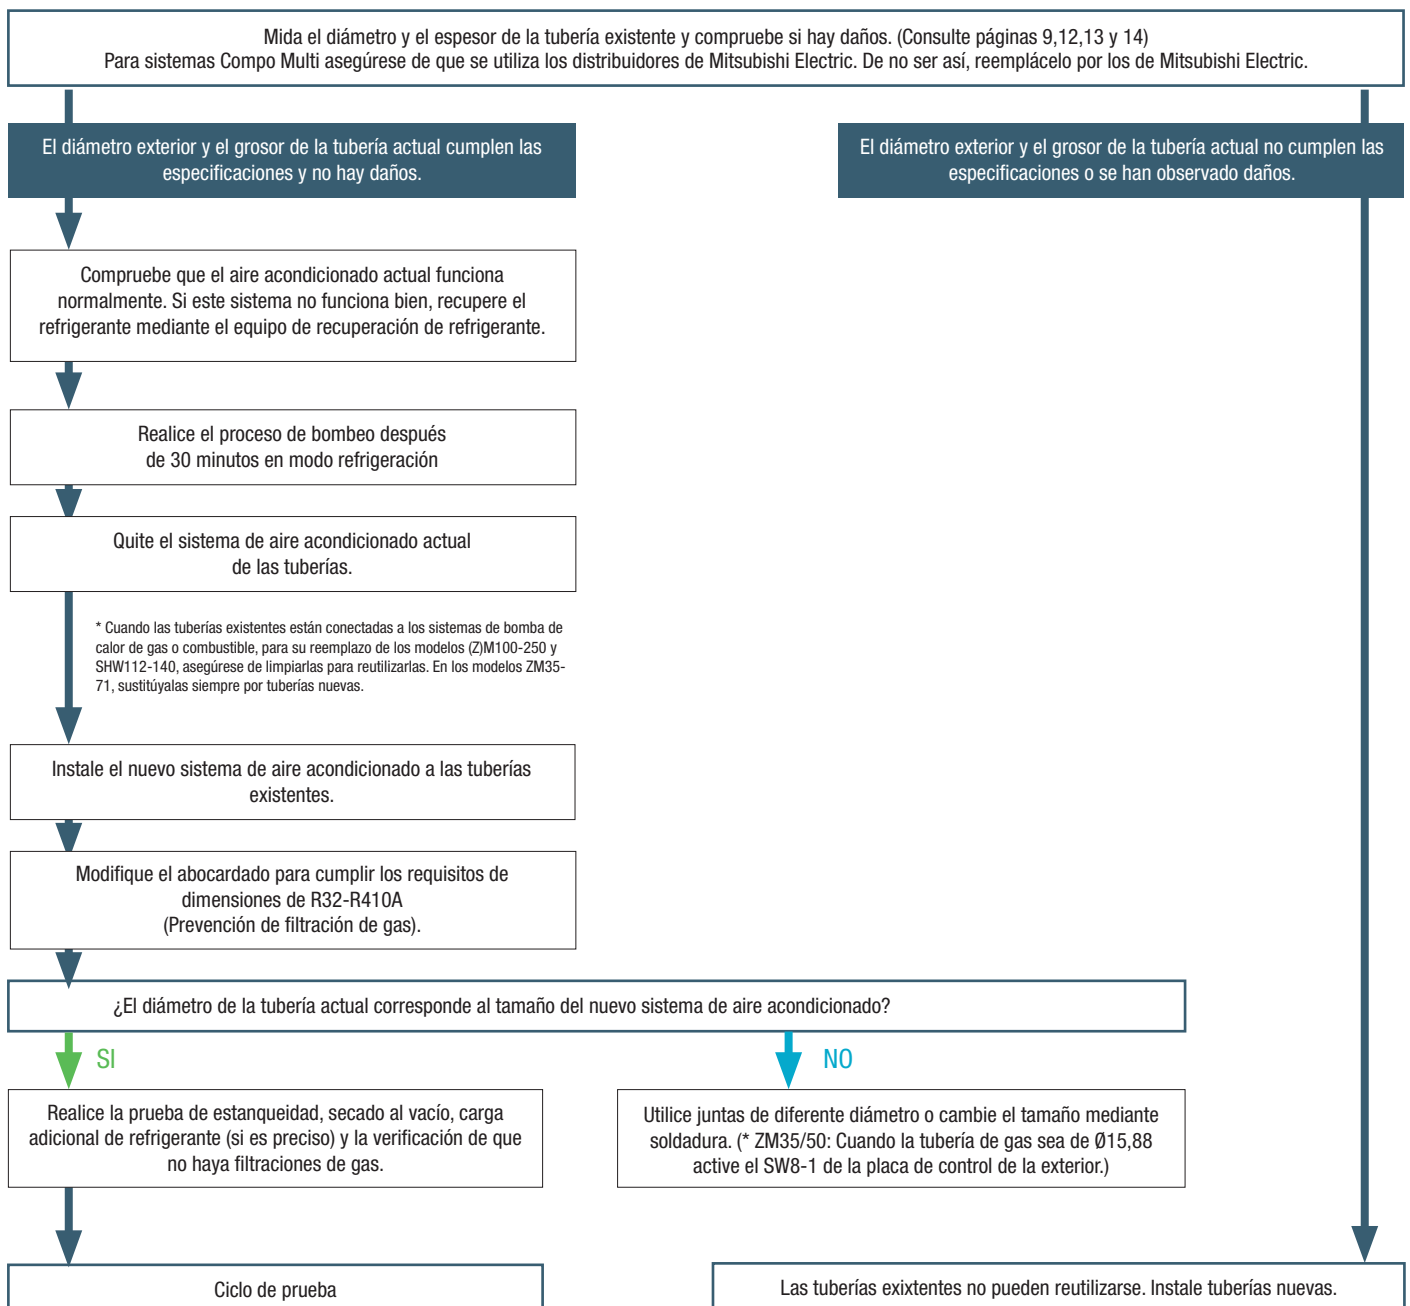 Mida el diámetro y el espesor de la tubería existente y compruebe si hay daños. (Consulte páginas 9,12,13 y 14)
Para sistemas Compo Multi asegúrese de que se utiliza los distribuidores de Mitsubishi Electric. De no ser así, reemplácelo por los de Mitsubishi Electric.
El diámetro exterior y el grosor de la tubería actual cumplen las
especificaciones y no hay daños.
El diámetro exterior y el grosor de la tubería actual no cumplen las
especificaciones o se han observado daños.
Compruebe que el aire acondicionado actual funciona
normalmente. Si este sistema no funciona bien, recupere el
refrigerante mediante el equipo de recuperación de refrigerante.
Realice el proceso de bombeo después
de 30 minutos en modo refrigeración
Quite el sistema de aire acondicionado actual
de las tuberías.
* Cuando las tuberías existentes están conectadas a los sistemas de bomba de
calor de gas o combustible, para su reemplazo de los modelos (Z)M100-250 y
SHW112-140, asegúrese de limpiarlas para reutilizarlas. En los modelos ZM35-
71, sustitúyalas siempre por tuberías nuevas.
Instale el nuevo sistema de aire acondicionado a las tuberías
existentes.
Modifique el abocardado para cumplir los requisitos de
dimensiones de R32-R410A
(Prevención de filtración de gas).
¿El diámetro de la tubería actual corresponde al tamaño del nuevo sistema de aire acondicionado?
SI
NO
Realice la prueba de estanqueidad, secado al vacío, carga
adicional de refrigerante (si es preciso) y la verificación de que
no haya filtraciones de gas.
Utilice juntas de diferente diámetro o cambie el tamaño mediante
soldadura. (* ZM35/50: Cuando la tubería de gas sea de Ø15,88
active el SW8-1 de la placa de control de la exterior.)
Ciclo de prueba
Las tuberías exixtentes no pueden reutilizarse. Instale tuberías nuevas.